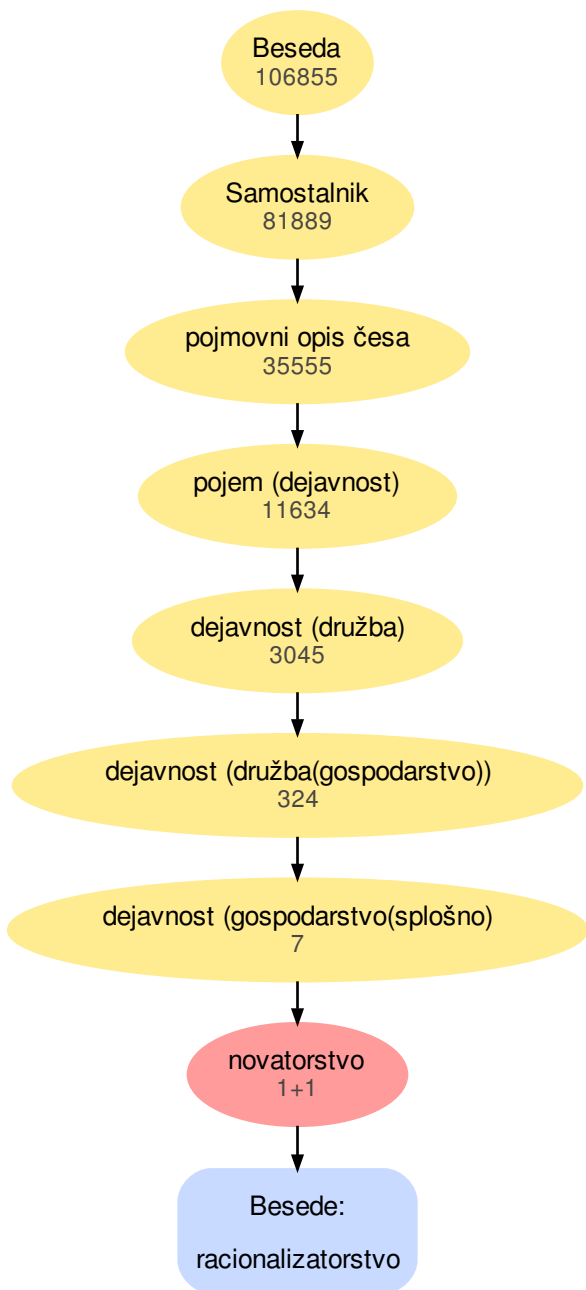 Beseda
106855
Samostalnik
81889
pojmovni opis česa
35555
pojem (dejavnost)
11634
dejavnost (družba)
3045
dejavnost (družba(gospodarstvo))
324
dejavnost (gospodarstvo(splošno)
7
novatorstvo
1+1
Besede:
racionalizatorstvo